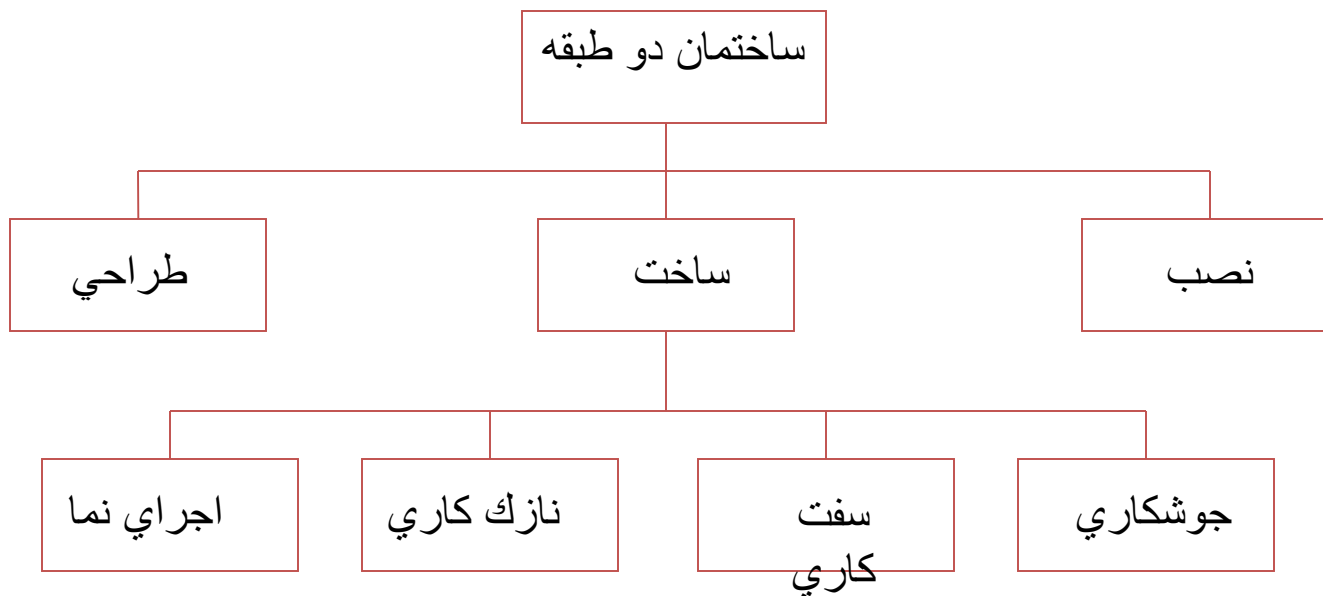 ساختمان دو طبقه
نصب
ساخت
طراحي
جوشكاري
سفت
كاري
نازك كاري
اجراي نما